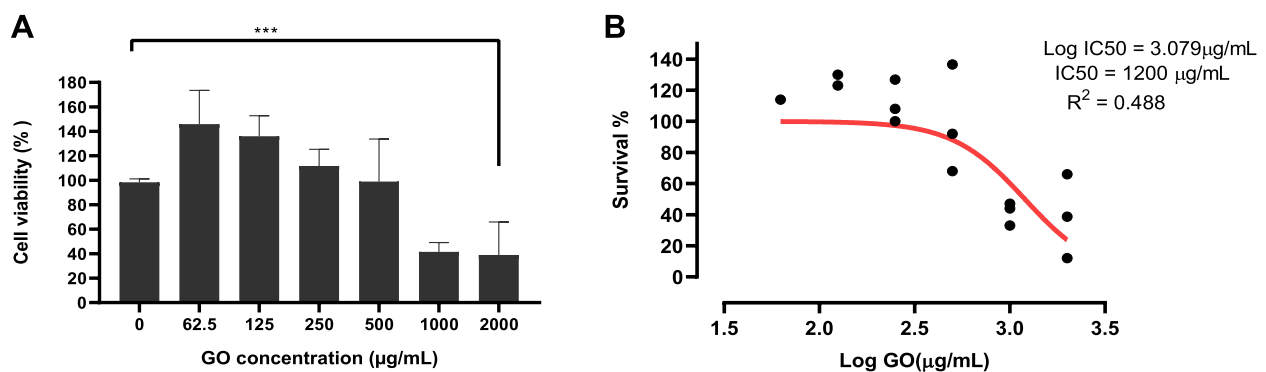 A
***
180
160
140
120
100
80
60
40
20
0
Cell viability (% )
0 62.5 125 250 500 1000 2000
GO concentration (µg/mL)
B
Log IC50 = 3.079µg/mL
IC50 = 1200 µg/mL
R² = 0.488
140
120
100
80
60
40
20
0
Survival %
1.5 2.0 2.5 3.0 3.5
Log GO(µg/mL)